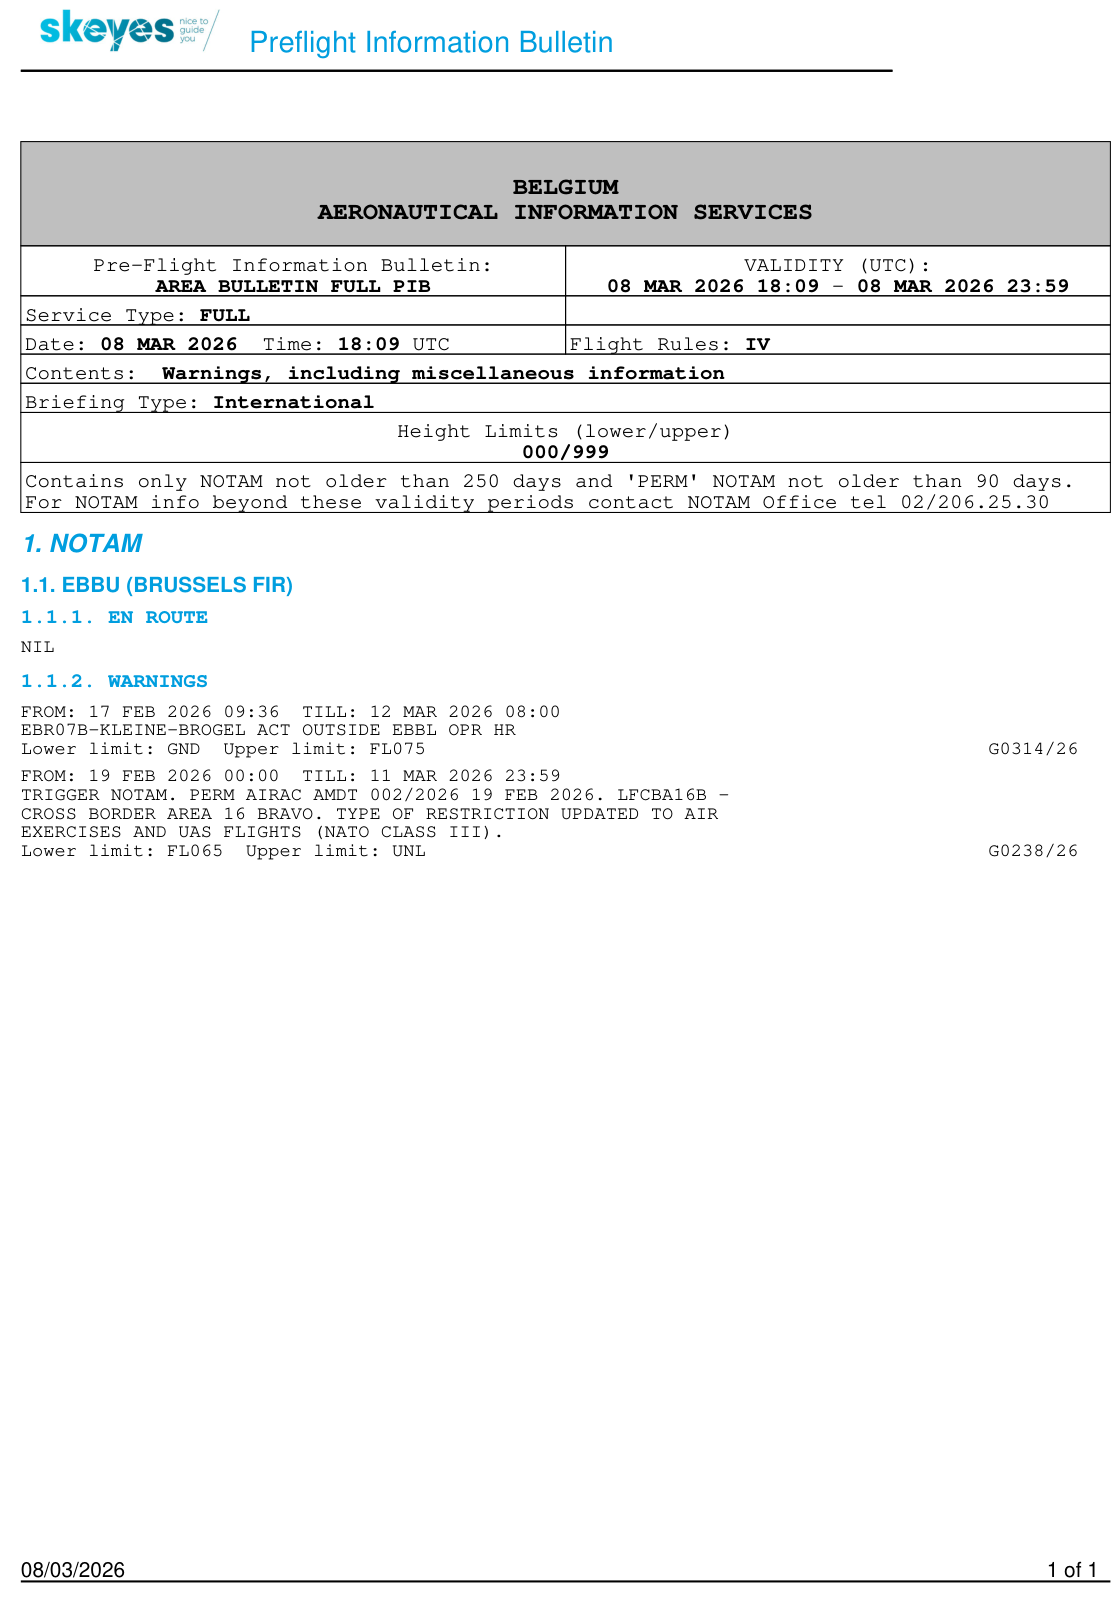 skeyes nice to guide you
Preflight Information Bulletin
BELGIUM
AERONAUTICAL INFORMATION SERVICES
Pre-Flight Information Bulletin:
AREA BULLETIN FULL PIB
VALIDITY (UTC):
08 MAR 2026 18:09 - 08 MAR 2026 23:59
Service Type: FULL
Date: 08 MAR 2026 Time: 18:09 UTC
Flight Rules: IV
Contents: Warnings, including miscellaneous information
Briefing Type: International
Height Limits (lower/upper)
000/999
Contains only NOTAM not older than 250 days and 'PERM' NOTAM not older than 90 days.
For NOTAM info beyond these validity periods contact NOTAM Office tel 02/206.25.30
1. NOTAM
1.1. EBBU (BRUSSELS FIR)
1.1.1. EN ROUTE
NIL
1.1.2. WARNINGS
FROM: 17 FEB 2026 09:36 TILL: 12 MAR 2026 08:00
EBR07B-KLEINE-BROGEL ACT OUTSIDE EBBL OPR HR
Lower limit: GND Upper limit: FL075 G0314/26
FROM: 19 FEB 2026 00:00 TILL: 11 MAR 2026 23:59
TRIGGER NOTAM. PERM AIRAC AMDT 002/2026 19 FEB 2026. LFCBA16B -
CROSS BORDER AREA 16 BRAVO. TYPE OF RESTRICTION UPDATED TO AIR
EXERCISES AND UAS FLIGHTS (NATO CLASS III).
Lower limit: FL065 Upper limit: UNL G0238/26
08/03/2026 1 of 1